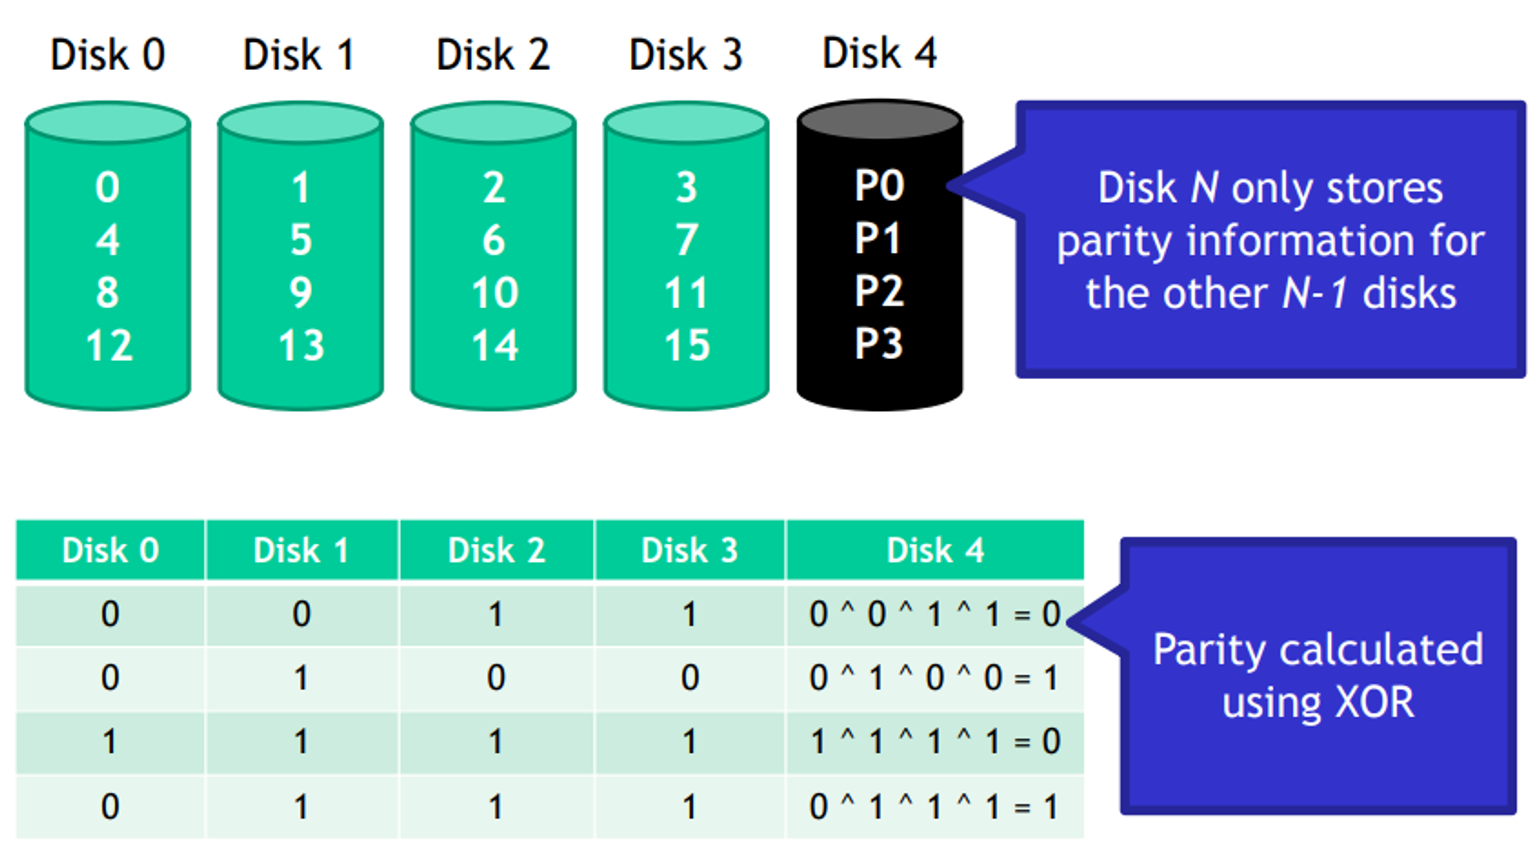 Disk 0 Disk 1 Disk 2 Disk 3 Disk 4
0 1 2 3 P0
4 5 6 7 P1
8 9 10 11 P2
12 13 14 15 P3
Disk N only stores
parity information for
the other N-1 disks
Disk 0 Disk 1 Disk 2 Disk 3 Disk 4
0 0 1 1 0 ^ 0 ^ 1 ^ 1 = 0
0 1 0 0 0 ^ 1 ^ 0 ^ 0 = 1
1 1 1 1 1 ^ 1 ^ 1 ^ 1 = 0
0 1 1 1 0 ^ 1 ^ 1 ^ 1 = 1
Parity calculated
using XOR